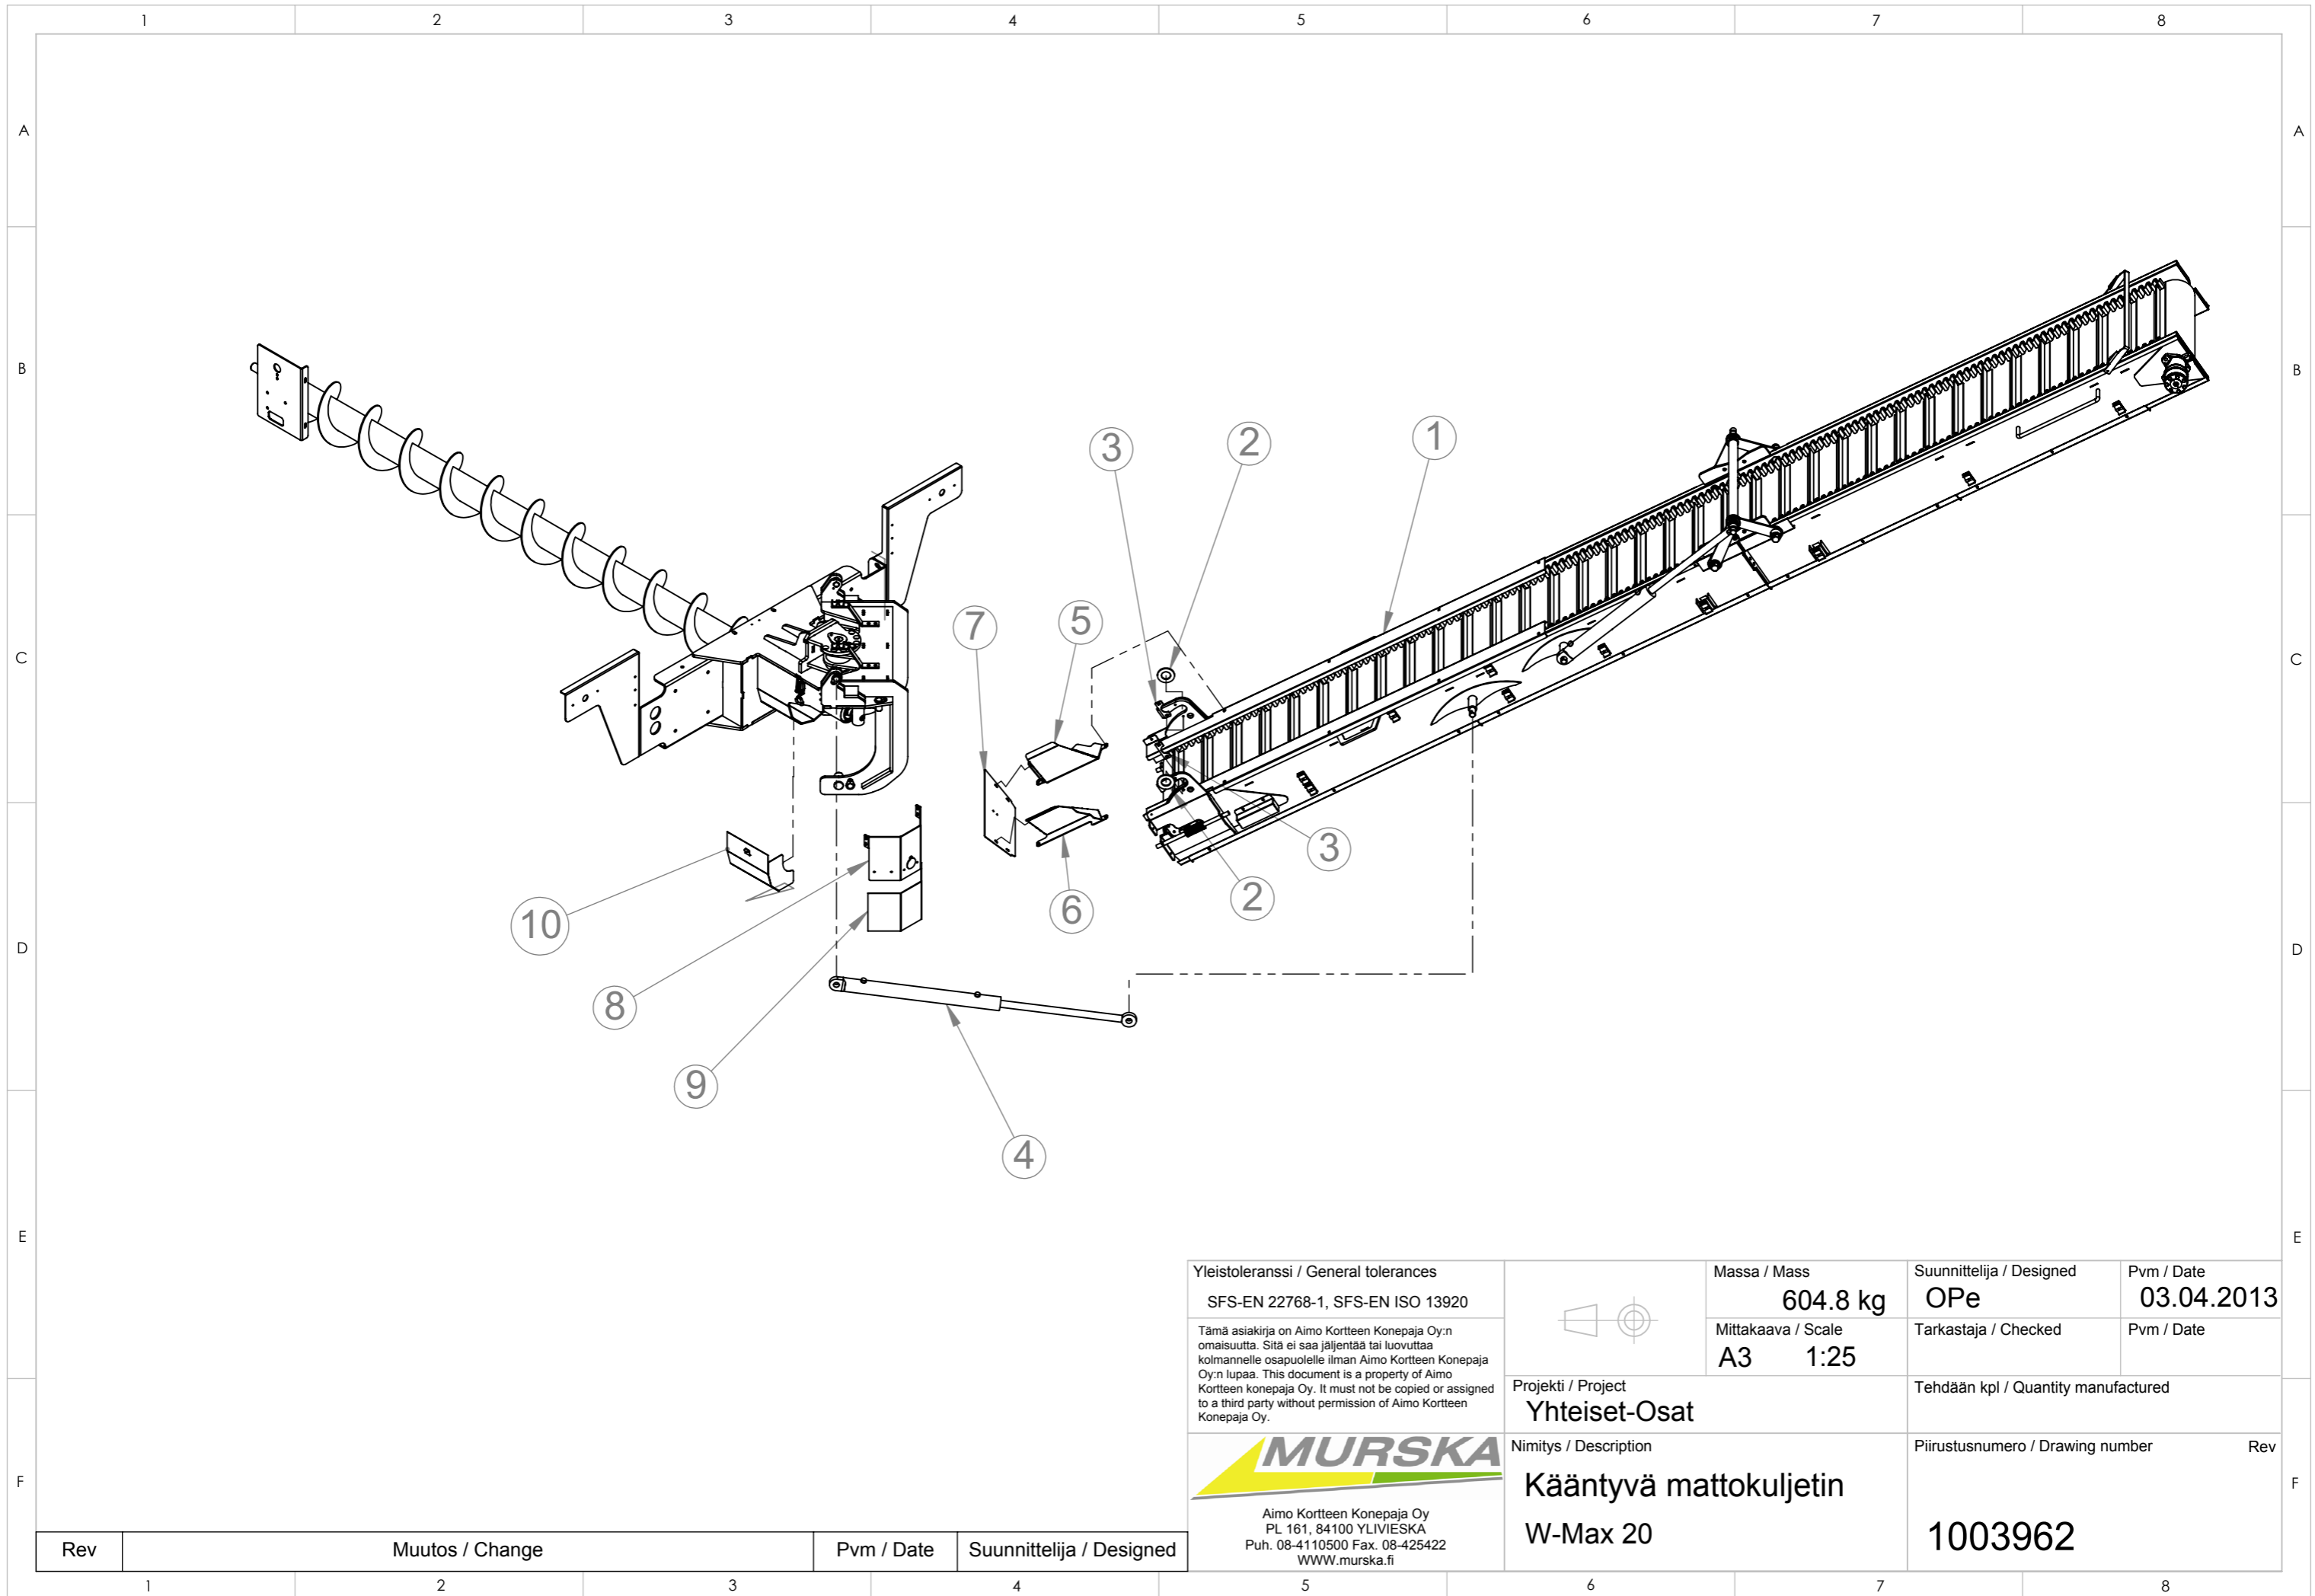 1 2 3 4 5 6 7 8
A A
B B
C C
D D
E E
F F
3
2
1
7
5
3
2
6
10
8
9
4
Yleistoleranssi / General tolerances
SFS-EN 22768-1, SFS-EN ISO 13920
Tämä asiakirja on Aimo Kortteen Konepaja Oy:n
omaisuutta. Sitä ei saa jäljentää tai luovuttaa
kolmannelle osapuolelle ilman Aimo Kortteen Konepaja
Oy:n lupaa. This document is a property of Aimo
Kortteen konepaja Oy. It must not be copied or assigned
to a third party without permission of Aimo Kortteen
Konepaja Oy.
Massa / Mass
604.8 kg
Suunnittelija / Designed
OPe
Pvm / Date
03.04.2013
Mittakaava / Scale
A3 1:25
Tarkastaja / Checked
Pvm / Date
Projekti / Project
Yhteiset-Osat
Tehdään kpl / Quantity manufactured
MURSKA
Aimo Kortteen Konepaja Oy
PL 161, 84100 YLIVIESKA
Puh. 08-4110500 Fax. 08-425422
WWW.murska.fi
Nimitys / Description
Kääntyvä mattokuljetin
W-Max 20
Piirustusnumero / Drawing number Rev
1003962
Rev Muutos / Change Pvm / Date Suunnittelija / Designed
1 2 3 4 5 6 7 8